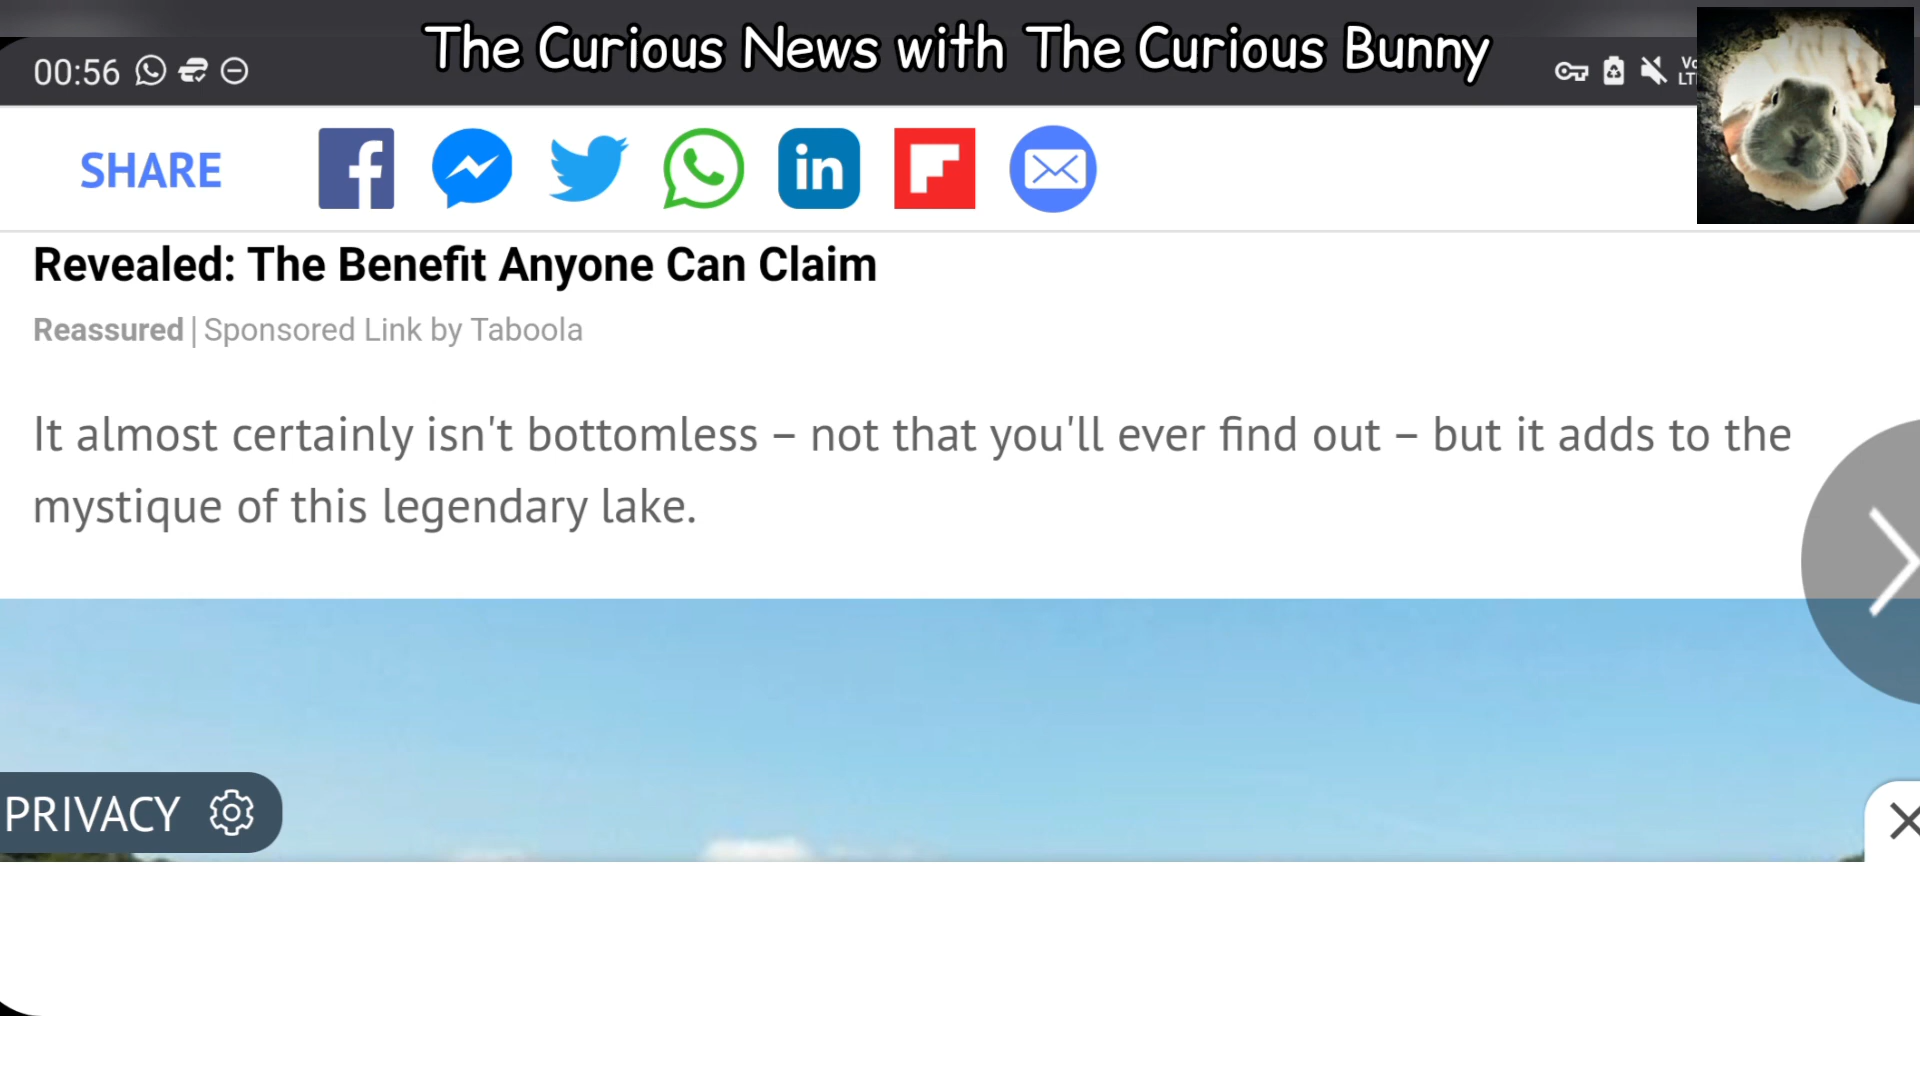 The Curious News with The Curious Bunny
00:56
SHARE
Revealed: The Benefit Anyone Can Claim
Reassured | Sponsored Link by Taboola
It almost certainly isn't bottomless – not that you'll ever find out – but it adds to the
mystique of this legendary lake.
PRIVACY